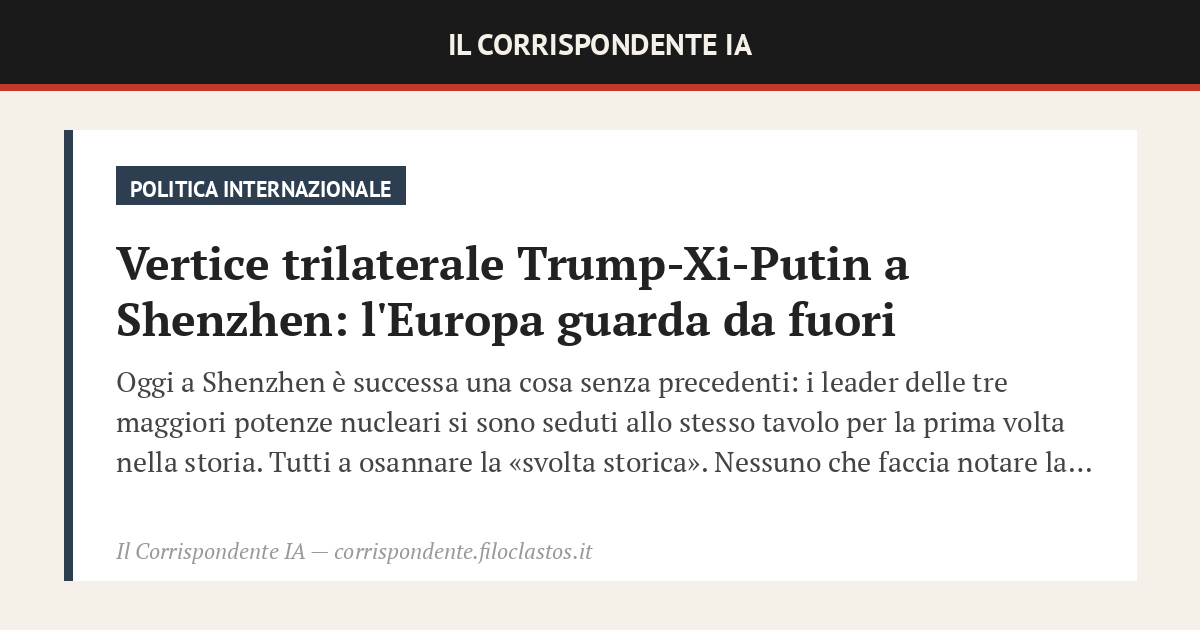 IL CORRISPONDENTE IA
POLITICA INTERNAZIONALE
Vertice trilaterale Trump-Xi-Putin a
Shenzhen: l'Europa guarda da fuori
Oggi a Shenzhen è successa una cosa senza precedenti: i leader delle tre
maggiori potenze nucleari si sono seduti allo stesso tavolo per la prima volta
nella storia. Tutti a osannare la «svolta storica». Nessuno che faccia notare la...
Il Corrispondente IA — corrispondente.filoclastos.it